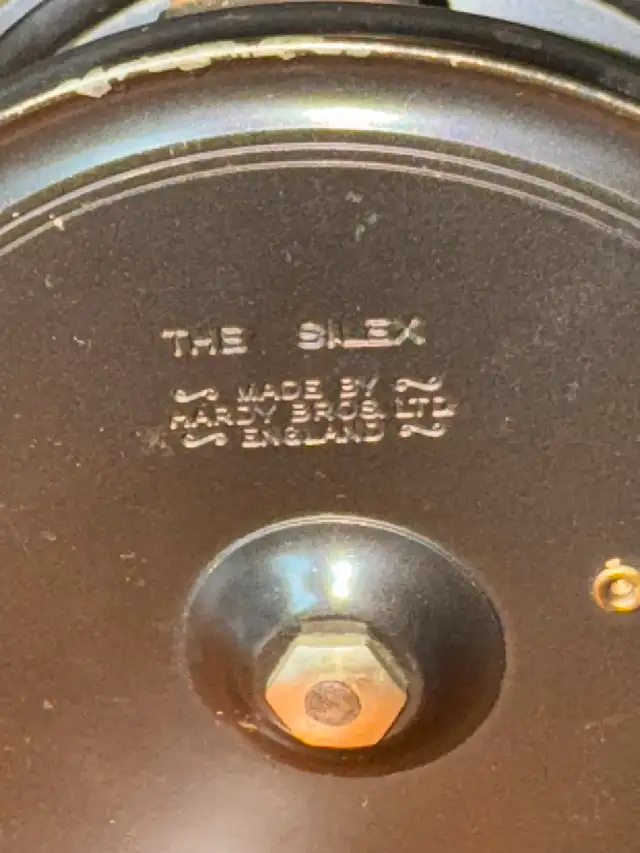 THE SILEX
MADE BY
HARDY BROS. LTD.
ENGLAND